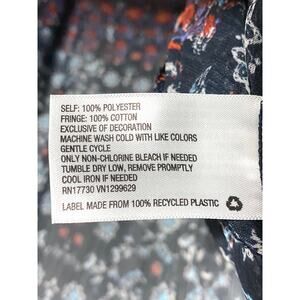 SELF: 100% POLYESTER
FRINGE: 100% COTTON
EXCLUSIVE OF DECORATION
MACHINE WASH COLD WITH LIKE COLORS
GENTLE CYCLE
ONLY NON-CHLORINE BLEACH IF NEEDED
TUMBLE DRY LOW, REMOVE PROMPTLY
COOL IRON IF NEEDED
RN17730 VN1299629
LABEL MADE FROM 100% RECYCLED PLASTIC